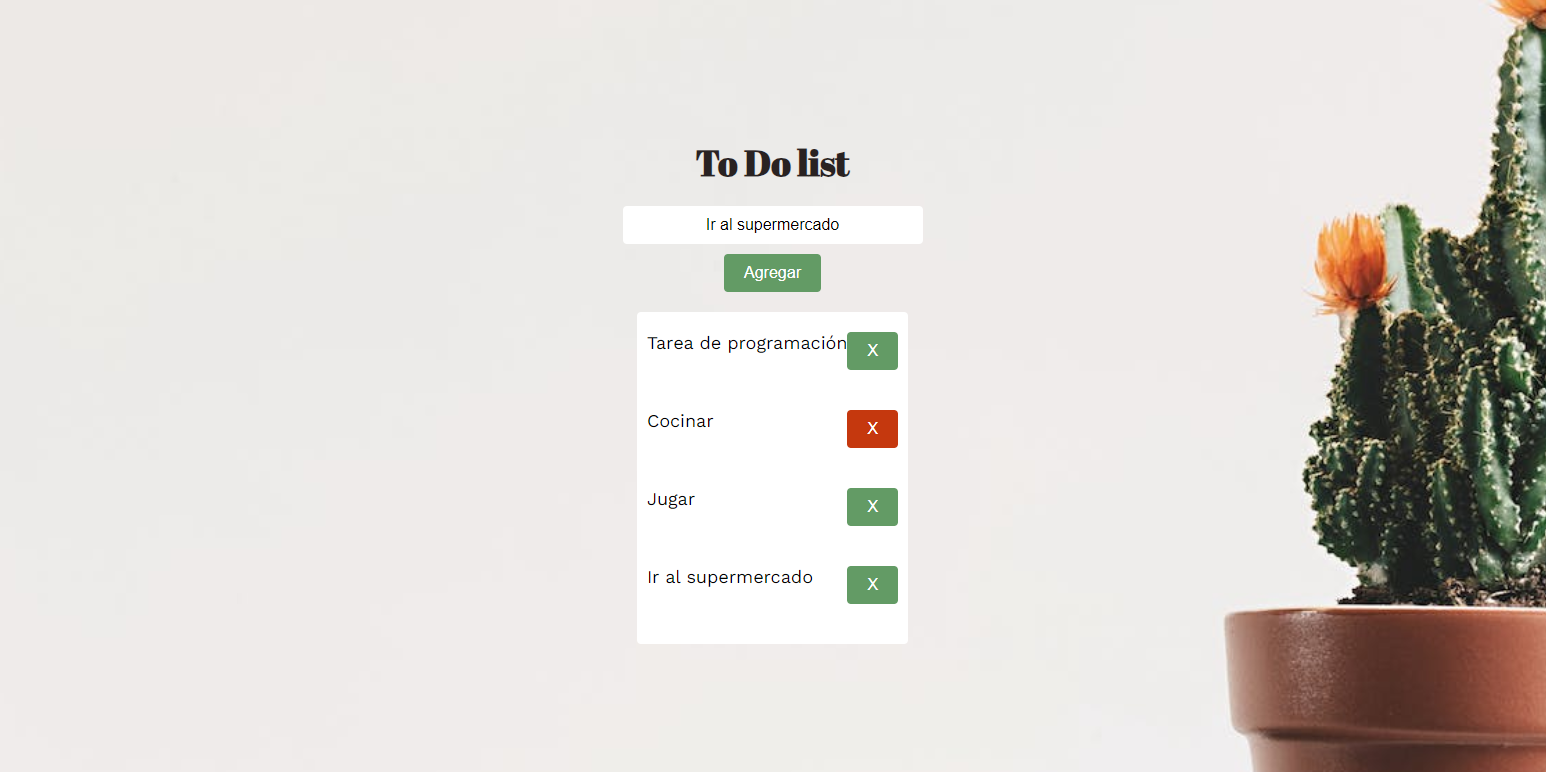 To Do list
Ir al supermercado
Agregar
Tarea de programación X
Cocinar X
Jugar X
Ir al supermercado X